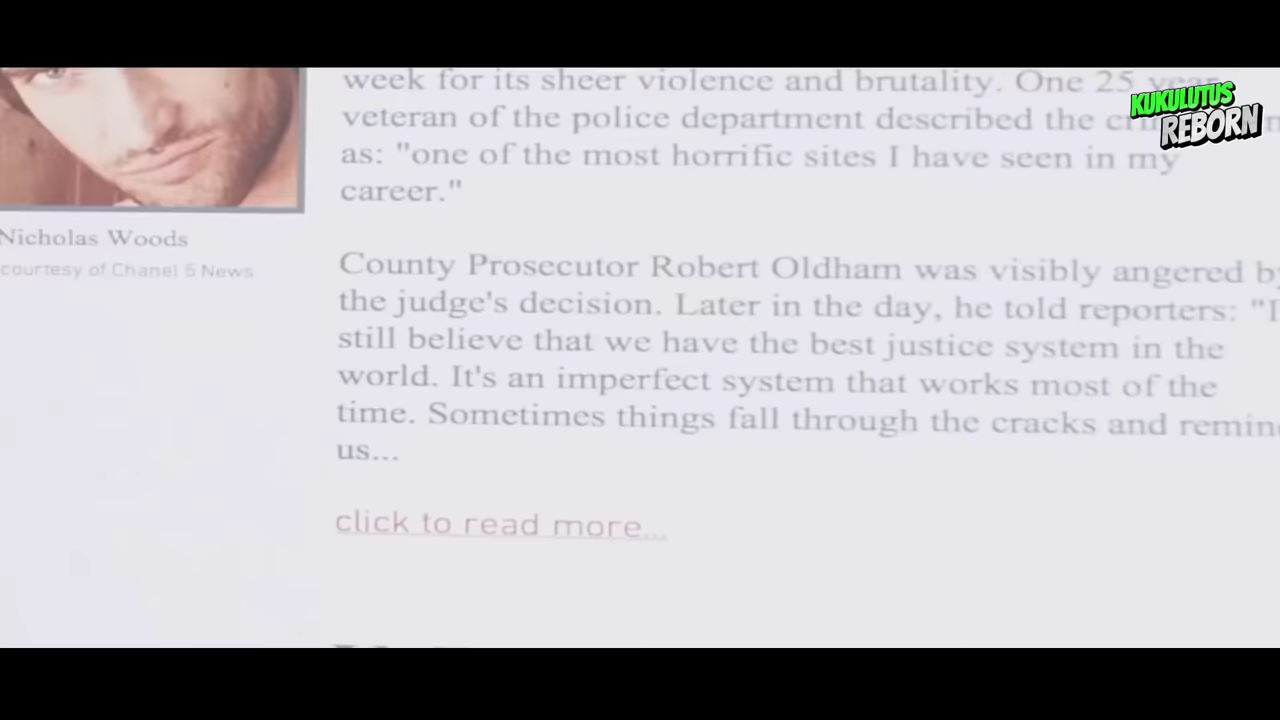 week for its sheer violence and brutality. One 25 year
veteran of the police department described the
as: "one of the most horrific sites I have seen in my
career."
County Prosecutor Robert Oldham was visibly angered by
the judge's decision. Later in the day, he told reporters: "I
still believe that we have the best justice system in the
world. It's an imperfect system that works most of the
time. Sometimes things fall through the cracks and remind
us...
click to read more...
Nicholas Woods
courtesy of Chanel 5 News
KUKULUTUS
REBORN